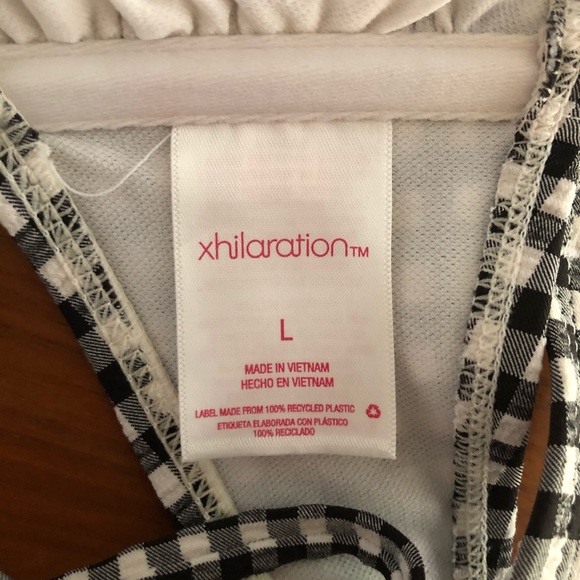 xhilaration™
L
MADE IN VIETNAM
HECHO EN VIETNAM
LABEL MADE FROM 100% RECYCLED PLASTIC
ETIQUETA ELABORADA CON PLÁSTICO
100% RECICLADO